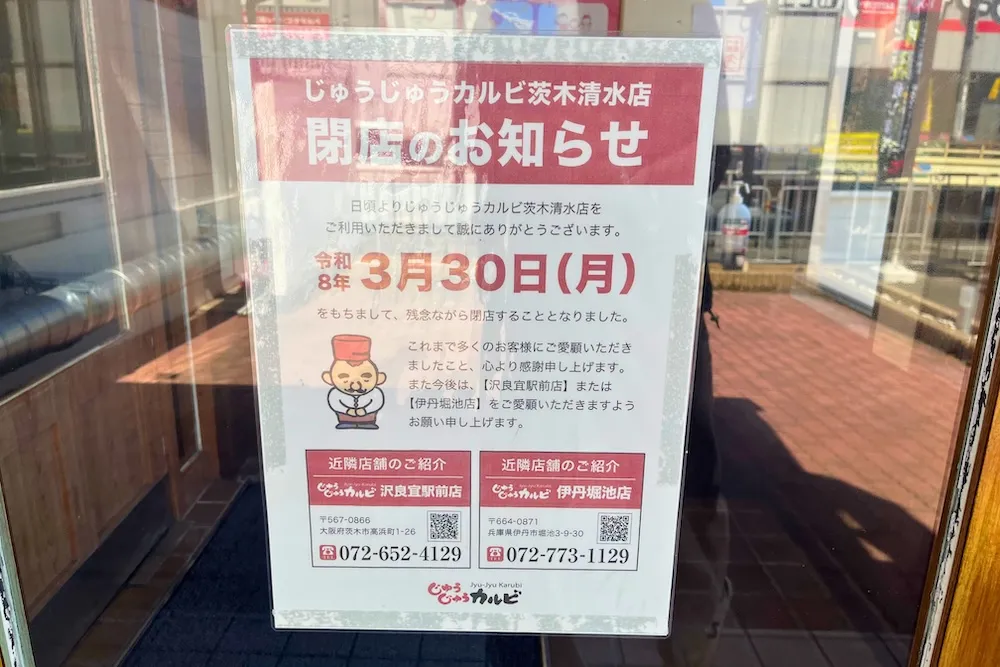 じゅうじゅうカルビ茨木清水店
閉店のお知らせ
日頃よりじゅうじゅうカルビ茨木清水店を
ご利用いただきまして誠にありがとうございます。
令和8年 3月30日(月)
をもちまして、残念ながら閉店することとなりました。
これまで多くのお客様にご愛顧いただき
ましたこと、心より感謝申し上げます。
また今後は、【沢良宜駅前店】または
【伊丹堀池店】をご愛顧いただきますよう
お願い申し上げます。
近隣店舗のご紹介
じゅうじゅうカルビ 沢良宜駅前店
〒567-0866
大阪府茨木市高浜町1-26
072-652-4129
近隣店舗のご紹介
じゅうじゅうカルビ 伊丹堀池店
〒664-0871
兵庫県伊丹市堀池3-9-30
072-773-1129
Jyu-Jyu Karubi
じゅうじゅうカルビ